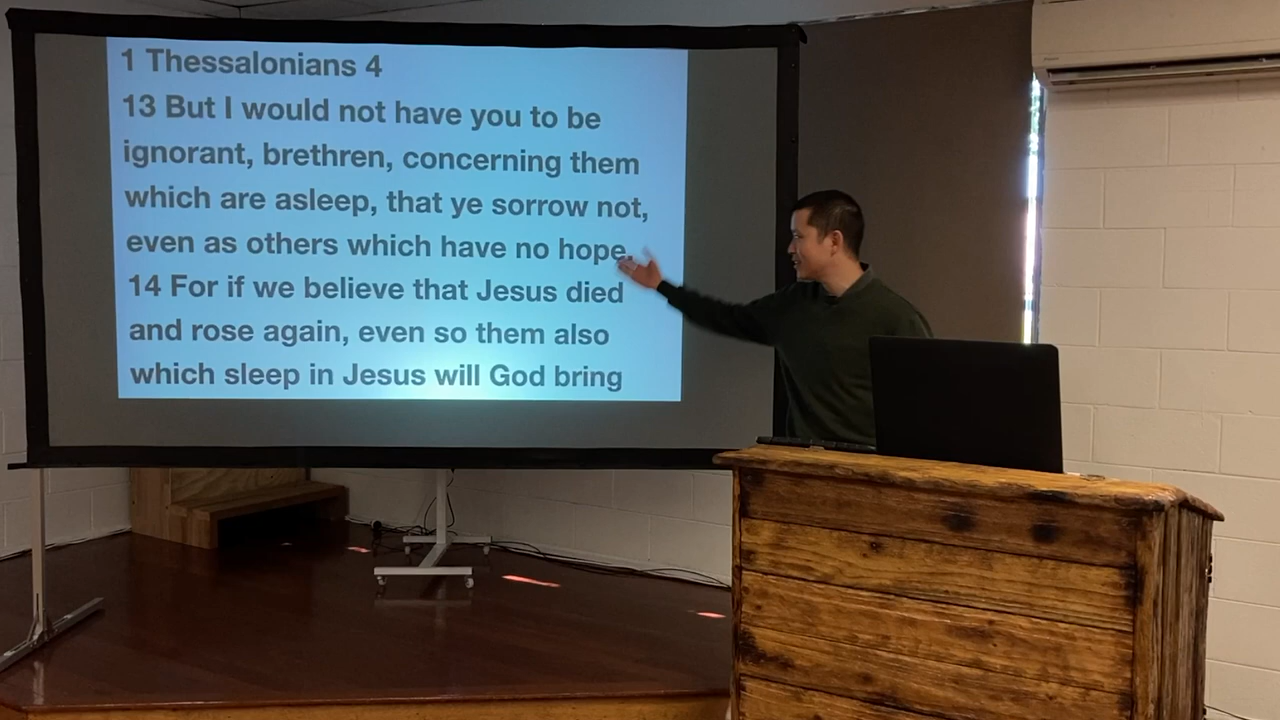 1 Thessalonians 4
13 But I would not have you to be
ignorant, brethren, concerning them
which are asleep, that ye sorrow not,
even as others which have no hope.
14 For if we believe that Jesus died
and rose again, even so them also
which sleep in Jesus will God bring